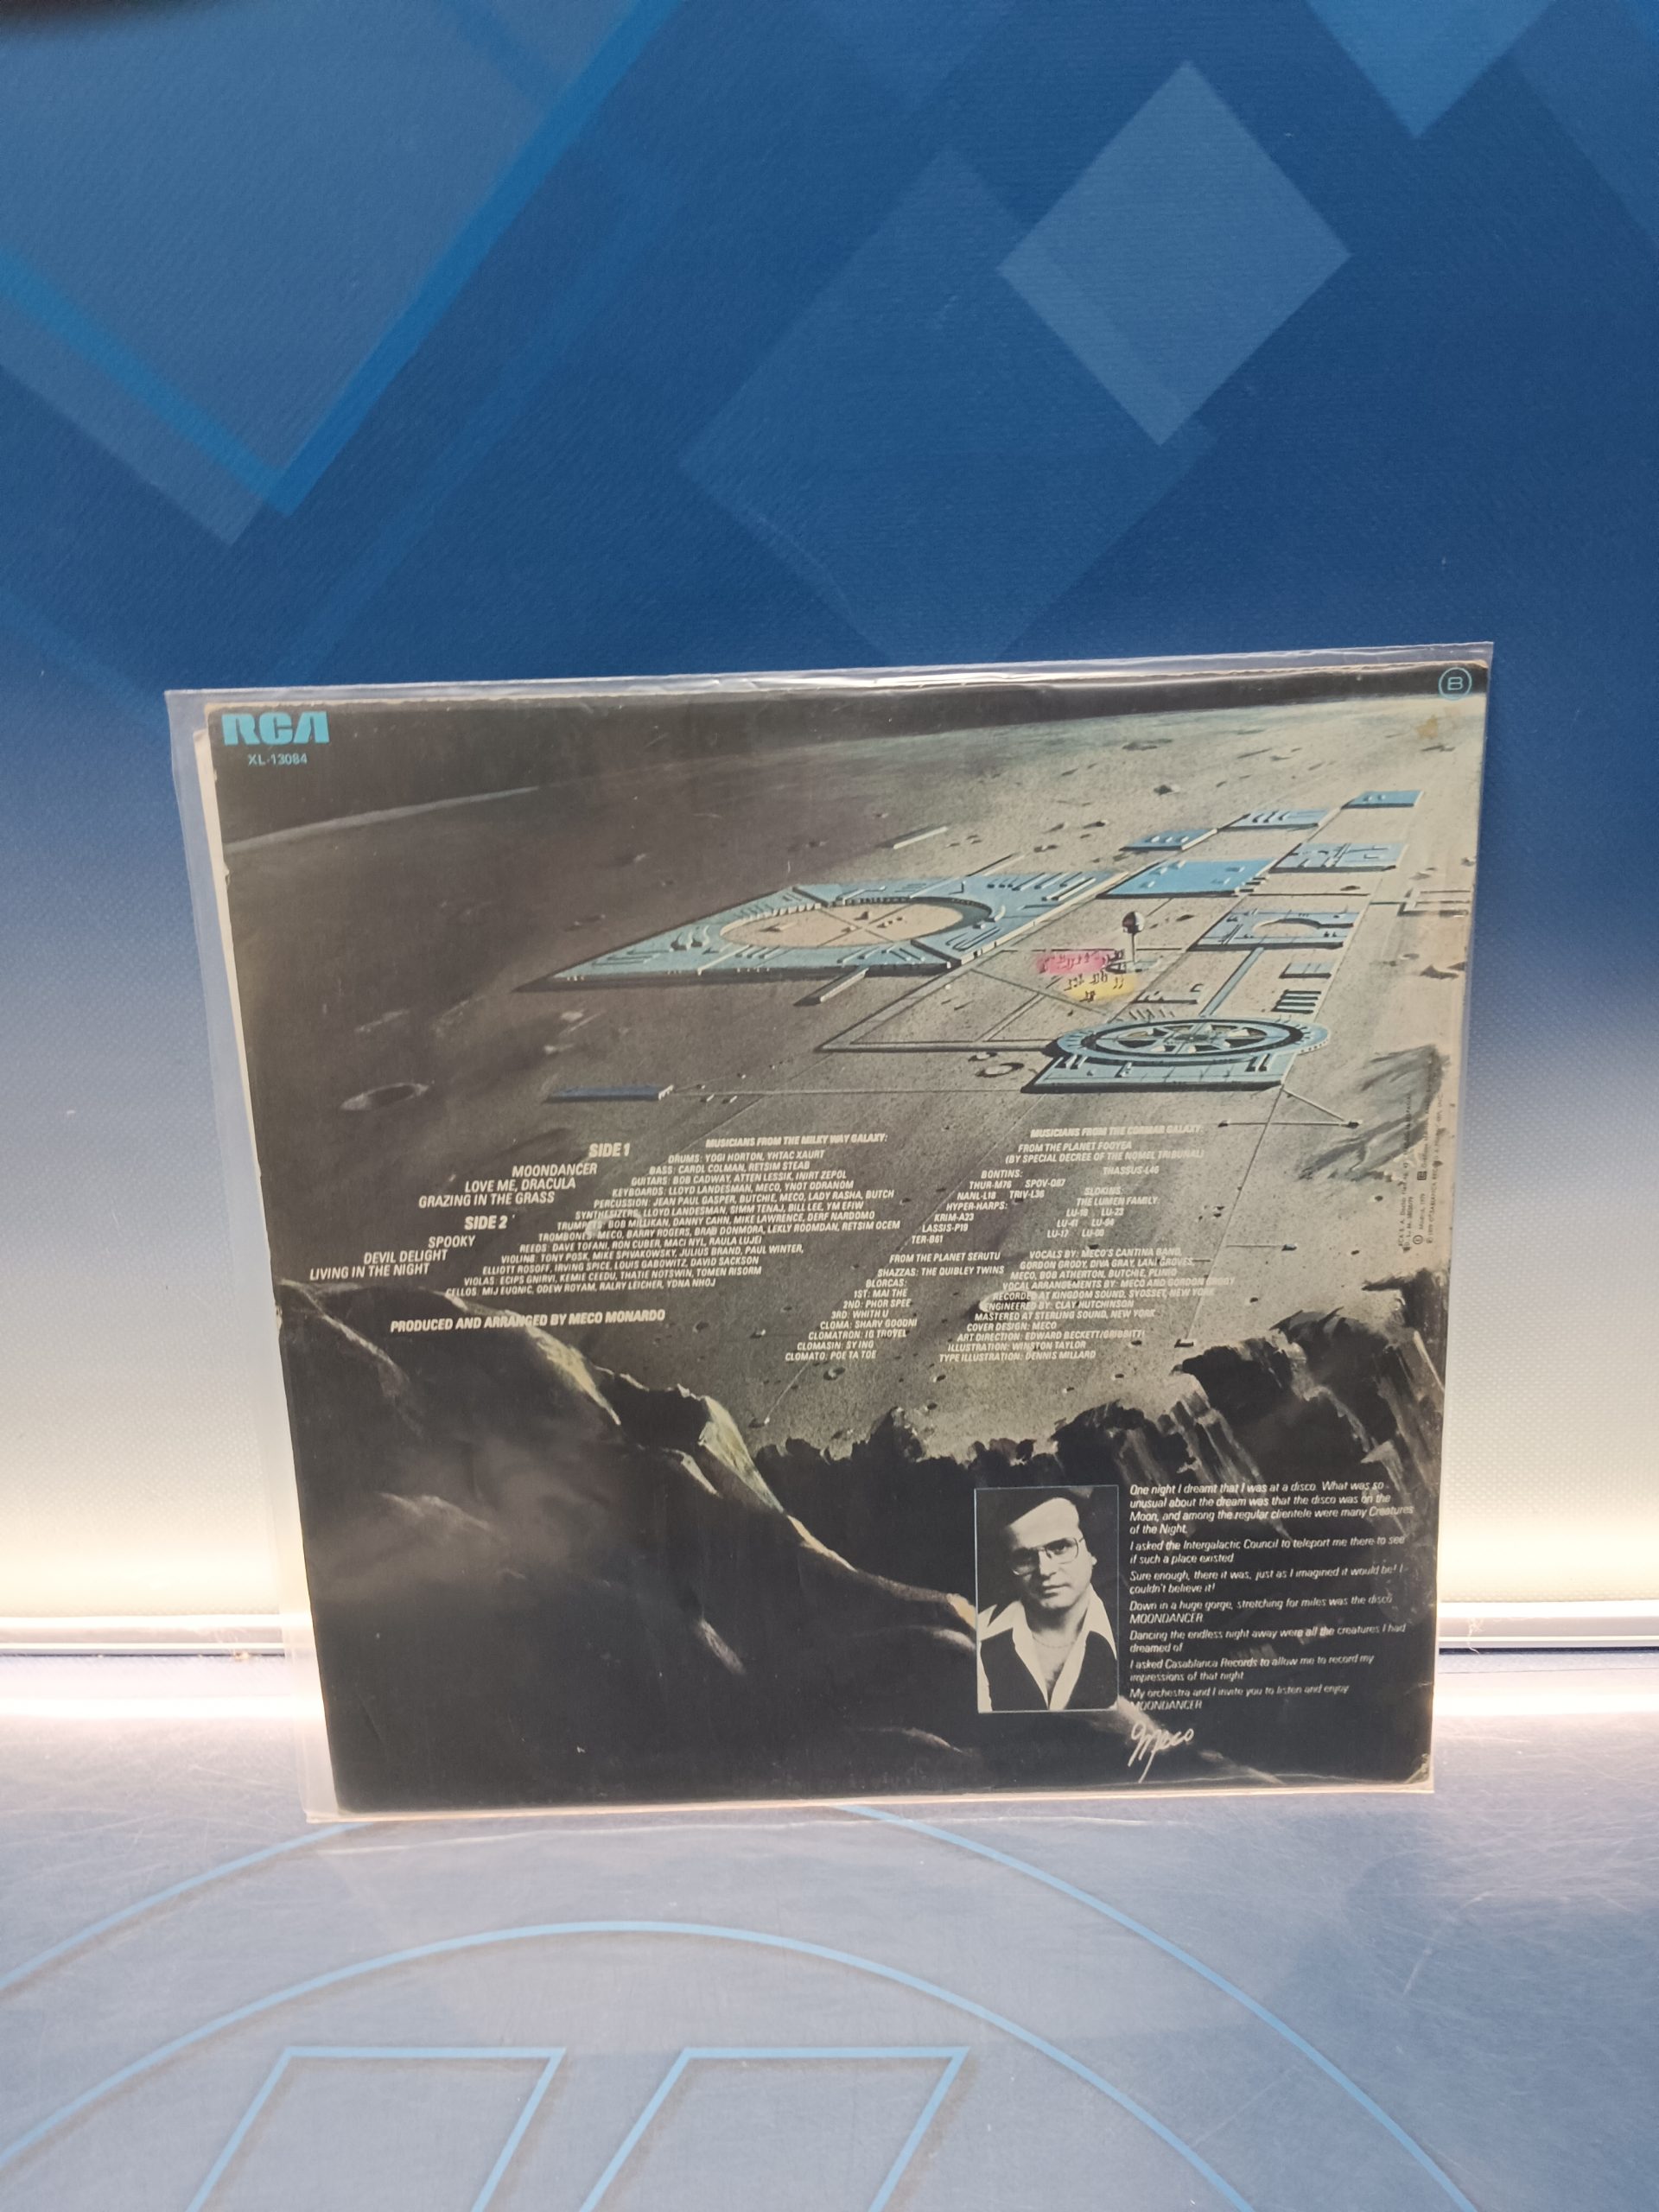 RCA
XL-13084
B
SIDE 1
MOONDANCER
LOVE ME, DRACULA
GRAZING IN THE GRASS
SIDE 2
SPOOKY
DEVIL DELIGHT
LIVING IN THE NIGHT
MUSICIANS FROM THE MILKY WAY GALAXY:
DRUMS: YOGI HORTON, YHTAC XAURT
BASS: CAROL COLMAN, RETSIM STEAB
GUITARS: BOB CADWAY, ATTEN LESSIK, INIRT ZEPOL
KEYBOARDS: LLOYD LANDESMAN, MECO, YNOT ODRANOM
PERCUSSION: JEAN PAUL GASPER, BUTCHIE, MECO, LADY RASHA, BUTCH
SYNTHESIZERS: LLOYD LANDESMAN, SIMM TENAJ, BILL LEE, YM EFIW
TRUMPETS: BOB MILLIKAN, DANNY CAHN, MIKE LAWRENCE, DERF NARDOMO
TROMBONES: MECO, BARRY ROGERS, BRAB DONMORA, LEKLY ROOMDAN, RETSIM OCEM
REEDS: DAVE TOFANI, RON CUBER, MACI NYL, RAULA LUJEI
VIOLINS: TONY POSK, MIKE SPIVAKOWSKY, JULIUS BRAND, PAUL WINTER,
ELLIOTT ROSOFF, IRVING SPICE, LOUIS GABOWITZ, DAVID SACKSON
VIOLAS: ECIPS GNIRVI, KEMIE CEEDU, THATIE NOTSWIN, TOMEN RISORM
CELLOS: MIJ EUQNIC, ODEW ROYAM, RALRY LEICHER, YDNA NHOJ
PRODUCED AND ARRANGED BY MECO MONARDO
MUSICIANS FROM THE CORMAR GALAXY:
FROM THE PLANET FOOYEA
(BY SPECIAL DECREE OF THE NOMEL TRIBUNAL)
BONTINS: THASSUS-L46
THUR-M76 SPOV-O87
NANL-L18 TRIV-L36
HYPER-HARPS:
KRIM-A23
LASSIS-P19
TER-B61
SLOKINS:
THE LUMEN FAMILY:
LU-18 LU-23
LU-41 LU-64
LU-17 LU-08
FROM THE PLANET SERUTU
SHAZZAS: THE QUIBLEY TWINS
BLORCAS:
1ST: MAI THE
2ND: PHOR SPEE
3RD: WHITH U
CLOMA: SHARV GOODNI
CLOMATRON: IG TROVEL
CLOMASIN: SY ING
CLOMATO: POE TA TOE
VOCALS BY: MECO'S CANTINA BAND,
GORDON GRODY, DIVA GRAY, LANI GROVES,
MECO, BOB ATHERTON, BUTCHIE, PLINKO
VOCAL ARRANGEMENTS BY: MECO AND GORDON GRODY
RECORDED AT KINGDOM SOUND, SYOSSET, NEW YORK
ENGINEERED BY: CLAY HUTCHINSON
MASTERED AT STERLING SOUND, NEW YORK
COVER DESIGN: MECO
ART DIRECTION: EDWARD BECKETT/GRIBBITT!
ILLUSTRATION: WINSTON TAYLOR
TYPE ILLUSTRATION: DENNIS MILLARD
One night I dreamt that I was at a disco. What was so
unusual about the dream was that the disco was on the
Moon, and among the regular clientele were many Creatures
of the Night.
I asked the Intergalactic Council to teleport me there to see
if such a place existed
Sure enough, there it was, just as I imagined it would be! I
couldn't believe it!
Down in a huge gorge, stretching for miles was the disco
MOONDANCER
Dancing the endless night away were all the creatures I had
dreamed of
I asked Casablanca Records to allow me to record my
impressions of that night
My orchestra and I invite you to listen and enjoy
MOONDANCER
Meco